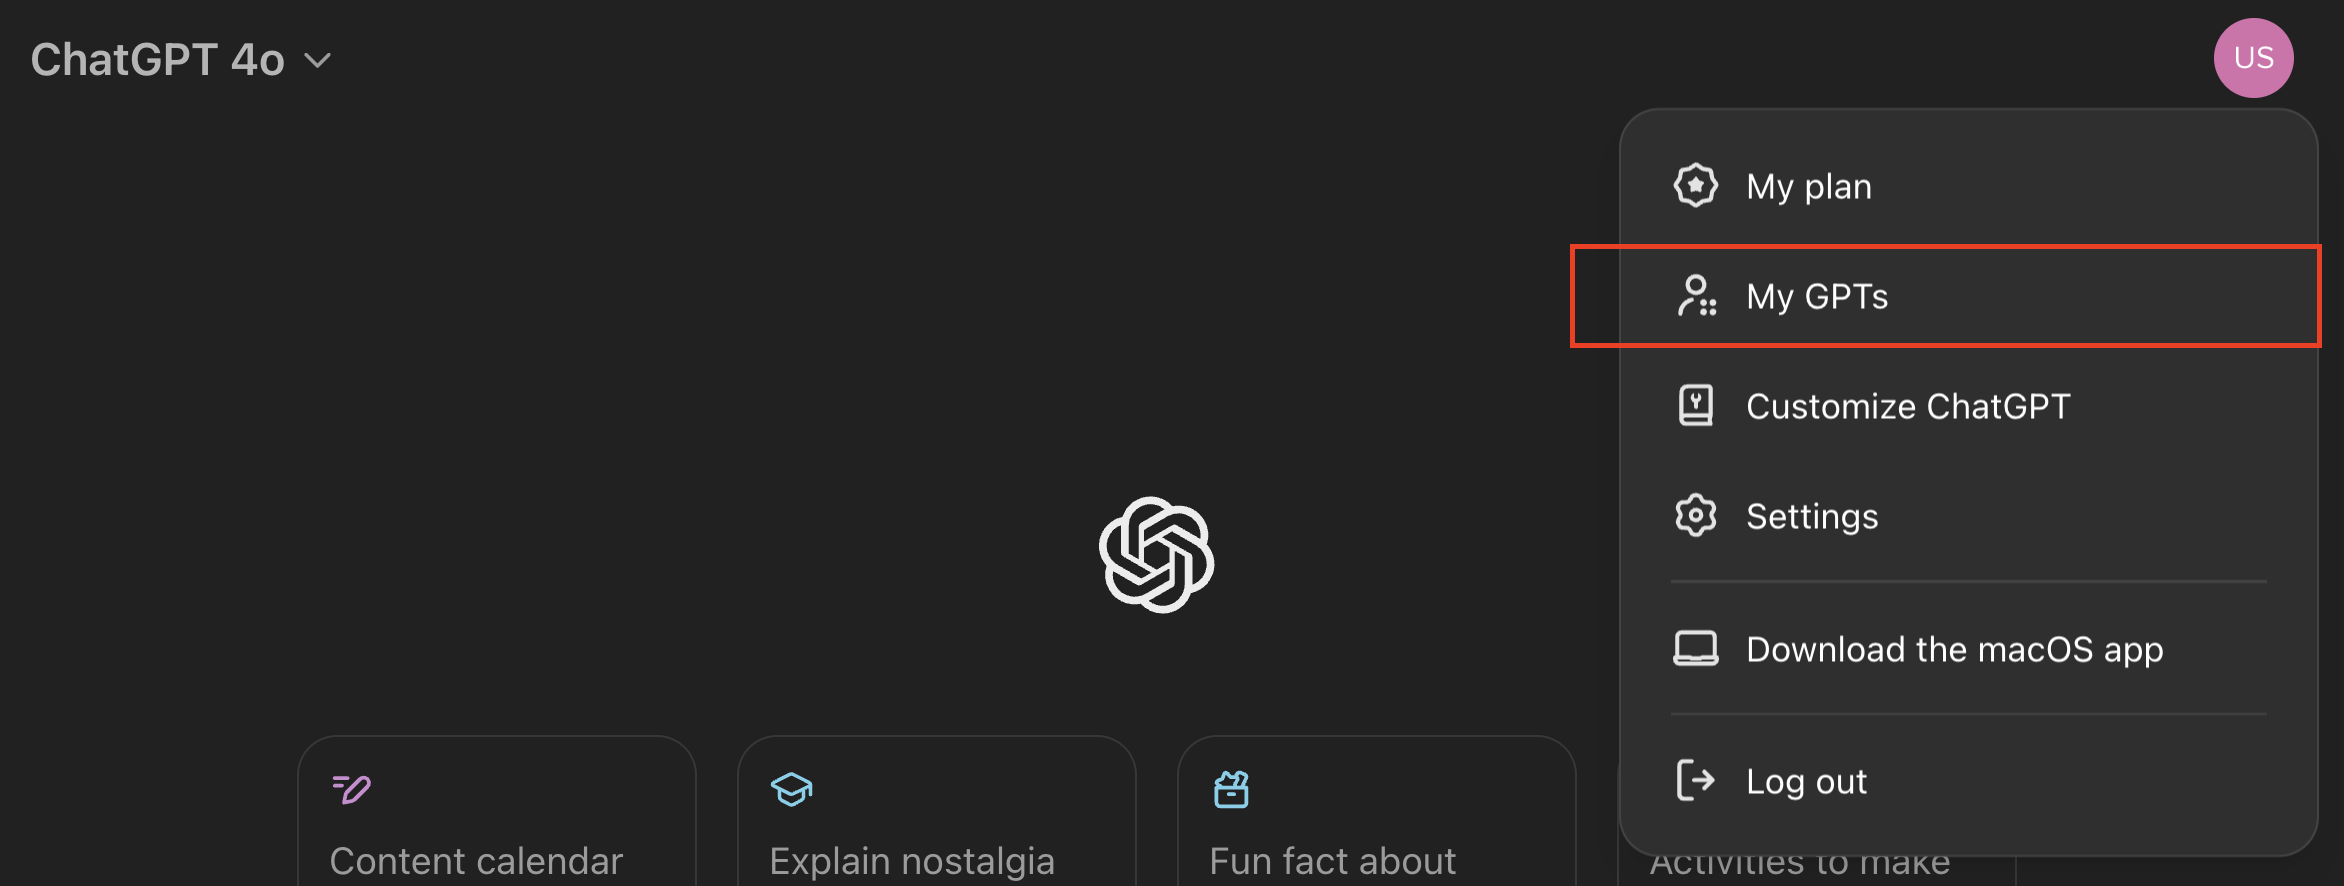 ChatGPT 4o
US
My plan
My GPTs
Customize ChatGPT
Settings
Download the macOS app
Log out
Content calendar
Explain nostalgia
Fun fact about
Activities to make